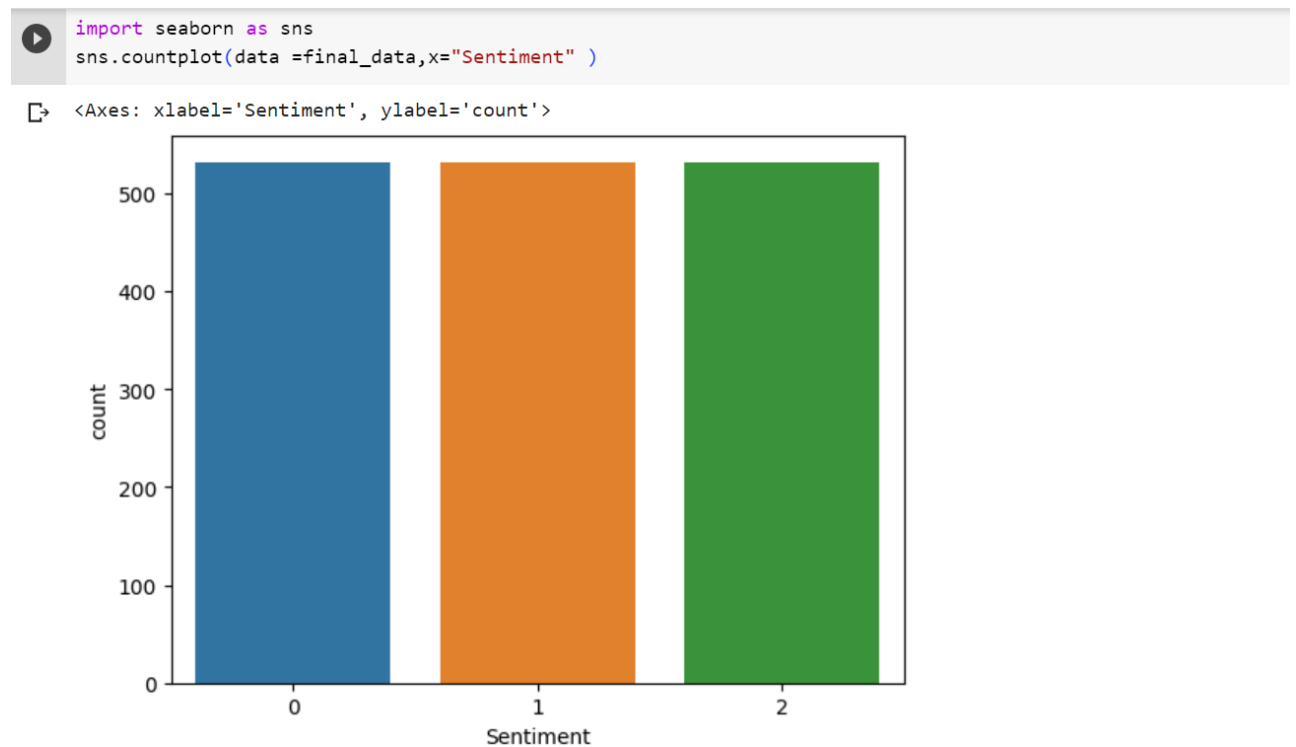 import seaborn as sns
sns.countplot(data =final_data,x="Sentiment" )
<Axes: xlabel='Sentiment', ylabel='count'>
500
400
300
200
100
0
count
0 1 2
Sentiment